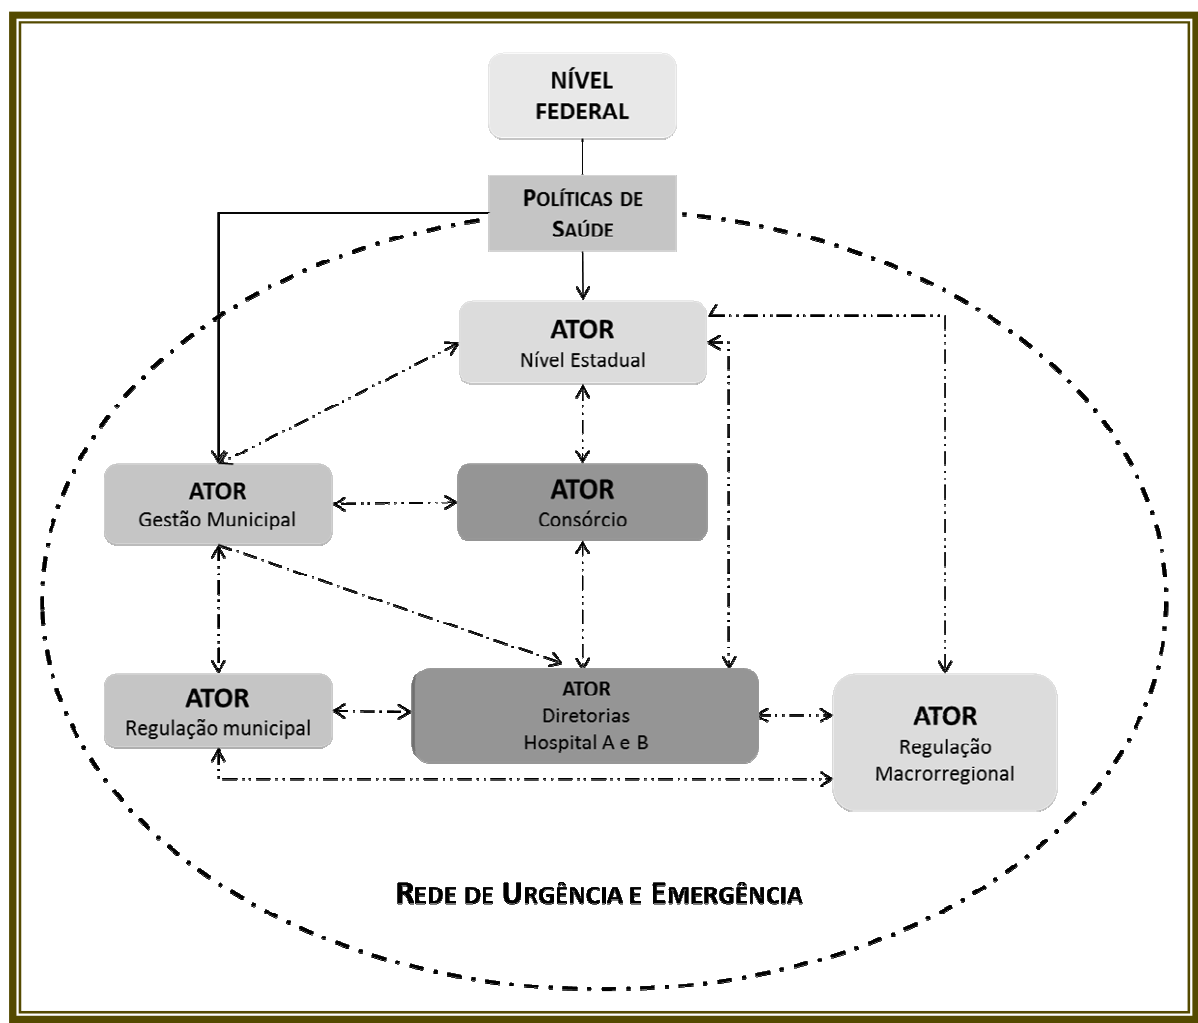 NÍVEL
FEDERAL
POLÍTICAS DE
SAÚDE
ATOR
Nível Estadual
ATOR
Gestão Municipal
ATOR
Consórcio
ATOR
Regulação municipal
ATOR
Diretorias
Hospital A e B
ATOR
Regulação
Macrorregional
REDE DE URGÊNCIA E EMERGÊNCIA